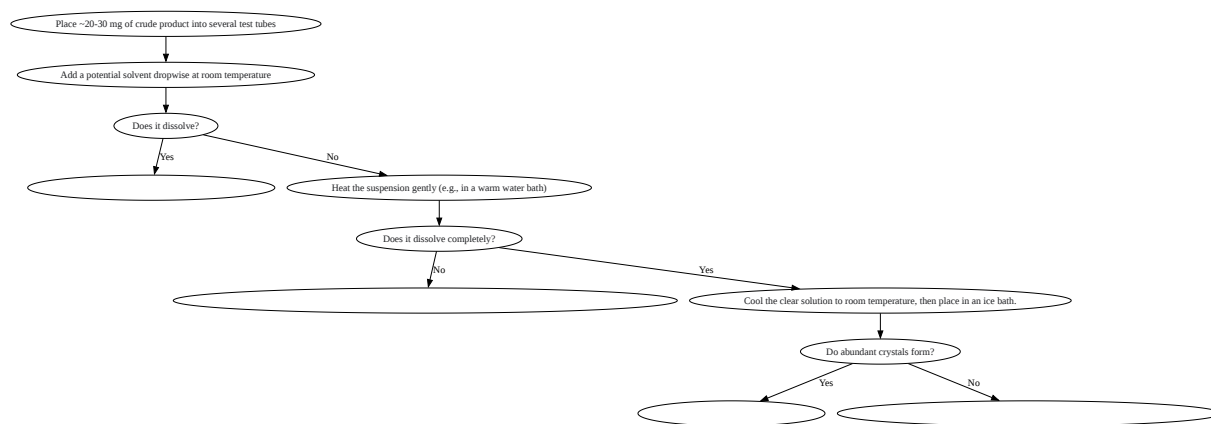 Place ~20-30 mg of crude product into several test tubes
Add a potential solvent dropwise at room temperature
Does it dissolve?
Yes
No
Heat the suspension gently (e.g., in a warm water bath)
Does it dissolve completely?
No
Yes
Cool the clear solution to room temperature, then place in an ice bath.
Do abundant crystals form?
Yes
No